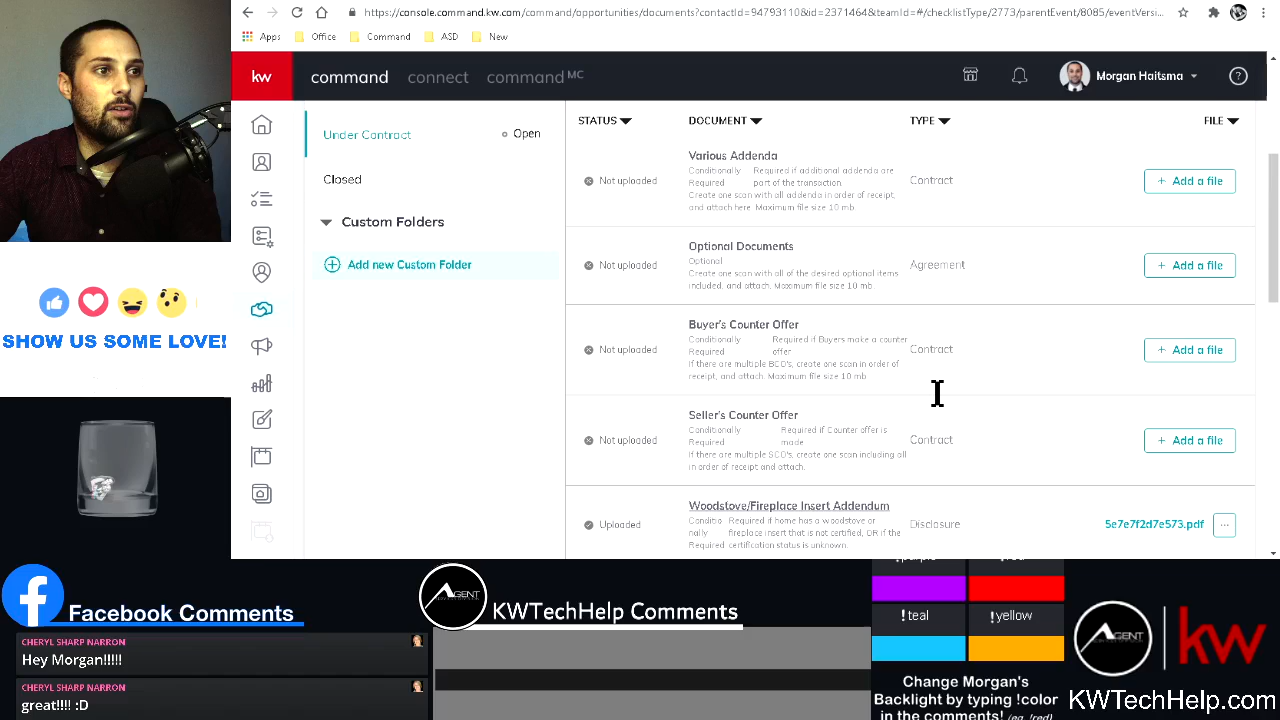 https://console.command.kw.com/command/opportunities/documents?contactId=94793110&id=2371464&teamId=#/checklistType/2773/parentEvent/8085/eventVersi...
Apps Office Command ASD New
kw command connect command MC Morgan Haitsma ?
Under Contract Open
Closed
Custom Folders
Add new Custom Folder
STATUS DOCUMENT TYPE FILE
Various Addenda
Not uploaded
Conditionally Required
Required if additional addenda are part of the transaction.
Create one scan with all addenda in order of receipt, and attach here. Maximum file size 10 mb.
Contract
+ Add a file
Optional Documents
Not uploaded
Optional
Create one scan with all of the desired optional items included, and attach. Maximum file size 10 mb.
Agreement
+ Add a file
Buyer's Counter Offer
Not uploaded
Conditionally Required
Required if Buyers make a counter offer
If there are multiple BCO's, create one scan in order of receipt, and attach. Maximum file size 10 mb.
Contract
+ Add a file
Seller's Counter Offer
Not uploaded
Conditionally Required
Required if Counter offer is made
If there are multiple SCO's, create one scan including all in order of receipt and attach.
Contract
+ Add a file
Woodstove/Fireplace Insert Addendum
Uploaded
Conditionally Required
Required if home has a woodstove or fireplace insert that is not certified, OR if the certification status is unknown.
Disclosure
5e7e7f2d7e573.pdf ...
SHOW US SOME LOVE!
Facebook Comments
CHERYL SHARP NARRON
Hey Morgan!!!!!
CHERYL SHARP NARRON
great!!!! :D
AGENT
KWTechHelp Comments
!purple
!teal !yellow
Change Morgan's
Backlight by typing !color
in the comments! (eg. !red)
AGENT kw
KWTechHelp.com